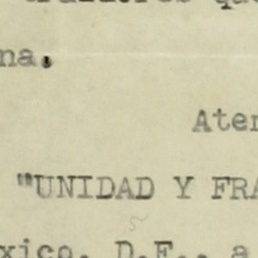 na.
Aten
"UNIDAD Y FRA
xico, D.F., a